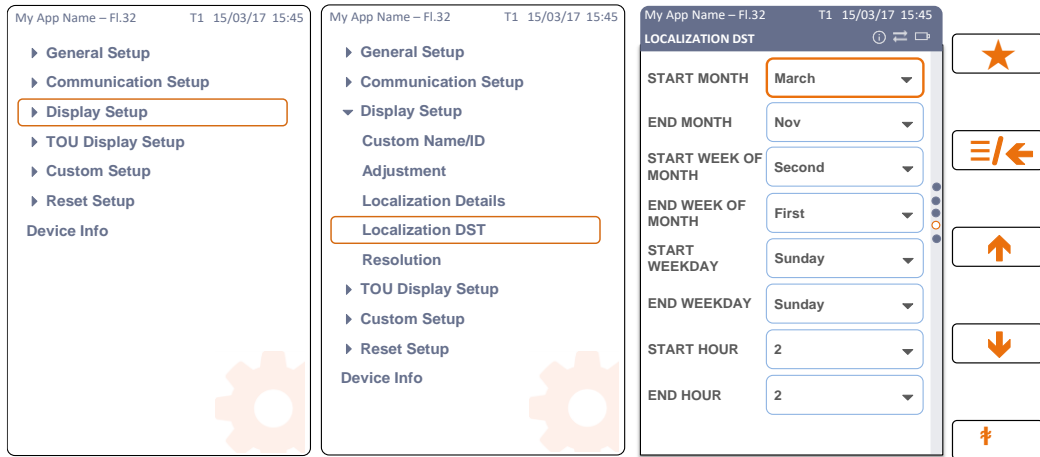 My App Name – Fl.32 T1 15/03/17 15:45
General Setup
Communication Setup
Display Setup
TOU Display Setup
Custom Setup
Reset Setup
Device Info
My App Name – Fl.32 T1 15/03/17 15:45
General Setup
Communication Setup
Display Setup
Custom Name/ID
Adjustment
Localization Details
Localization DST
Resolution
TOU Display Setup
Custom Setup
Reset Setup
Device Info
My App Name – Fl.32 T1 15/03/17 15:45
LOCALIZATION DST
START MONTH March
END MONTH Nov
START WEEK OF
MONTH Second
END WEEK OF
MONTH First
START
WEEKDAY Sunday
END WEEKDAY Sunday
START HOUR 2
END HOUR 2